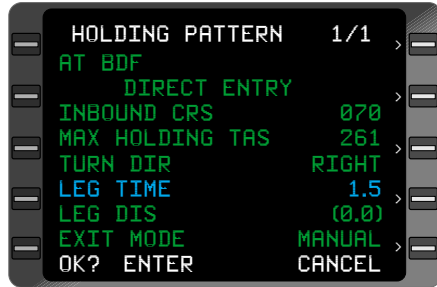 HOLDING PATTERN 1/1
AT BDF
DIRECT ENTRY
INBOUND CRS 070
MAX HOLDING TAS 261
TURN DIR RIGHT
LEG TIME 1.5
LEG DIS (0.0)
EXIT MODE MANUAL
OK? ENTER CANCEL